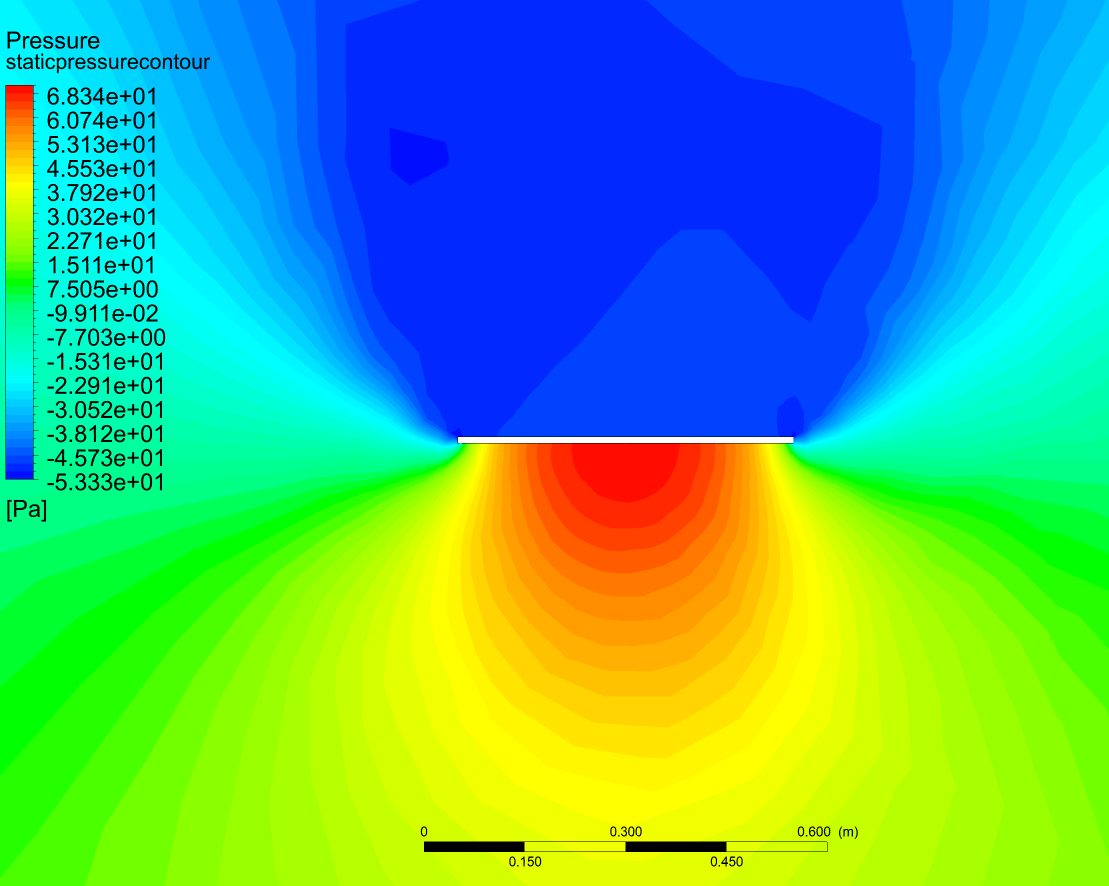 Pressure
staticpressurecontour
6.834e+01
6.074e+01
5.313e+01
4.553e+01
3.792e+01
3.032e+01
2.271e+01
1.511e+01
7.505e+00
-9.911e-02
-7.703e+00
-1.531e+01
-2.291e+01
-3.052e+01
-3.812e+01
-4.573e+01
-5.333e+01
[Pa]
0 0.300 0.600 (m)
0.150 0.450